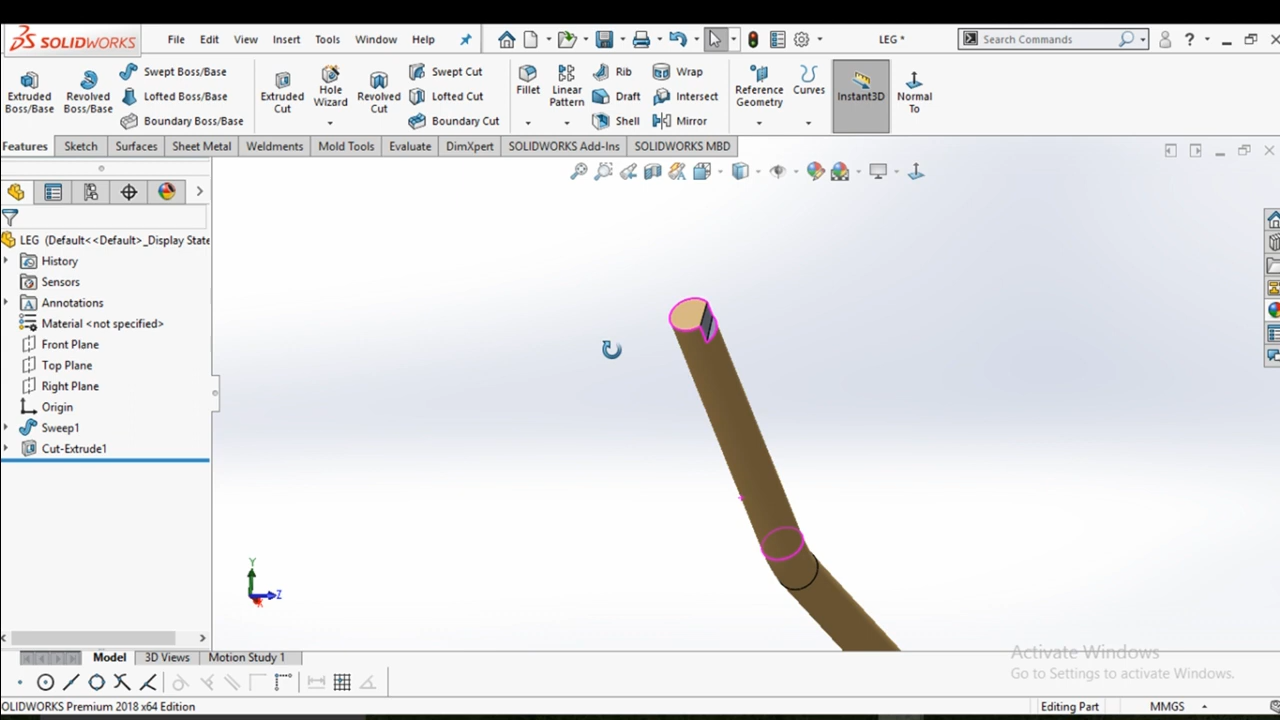 SOLIDWORKS File Edit View Insert Tools Window Help LEG * Search Commands ?
Extruded Boss/Base Revolved Boss/Base Swept Boss/Base Lofted Boss/Base Boundary Boss/Base Extruded Cut Hole Wizard Revolved Cut Swept Cut Lofted Cut Boundary Cut Fillet Linear Pattern Rib Draft Shell Wrap Intersect Mirror Reference Geometry Curves Instant3D Normal To
Features Sketch Surfaces Sheet Metal Weldments Mold Tools Evaluate DimXpert SOLIDWORKS Add-Ins SOLIDWORKS MBD
LEG (Default<<Default>_Display State
History
Sensors
Annotations
Material <not specified>
Front Plane
Top Plane
Right Plane
Origin
Sweep1
Cut-Extrude1
Y
Z
X
Activate Windows
Go to Settings to activate Windows.
Model 3D Views Motion Study 1
OLIDWORKS Premium 2018 x64 Edition Editing Part MMGS